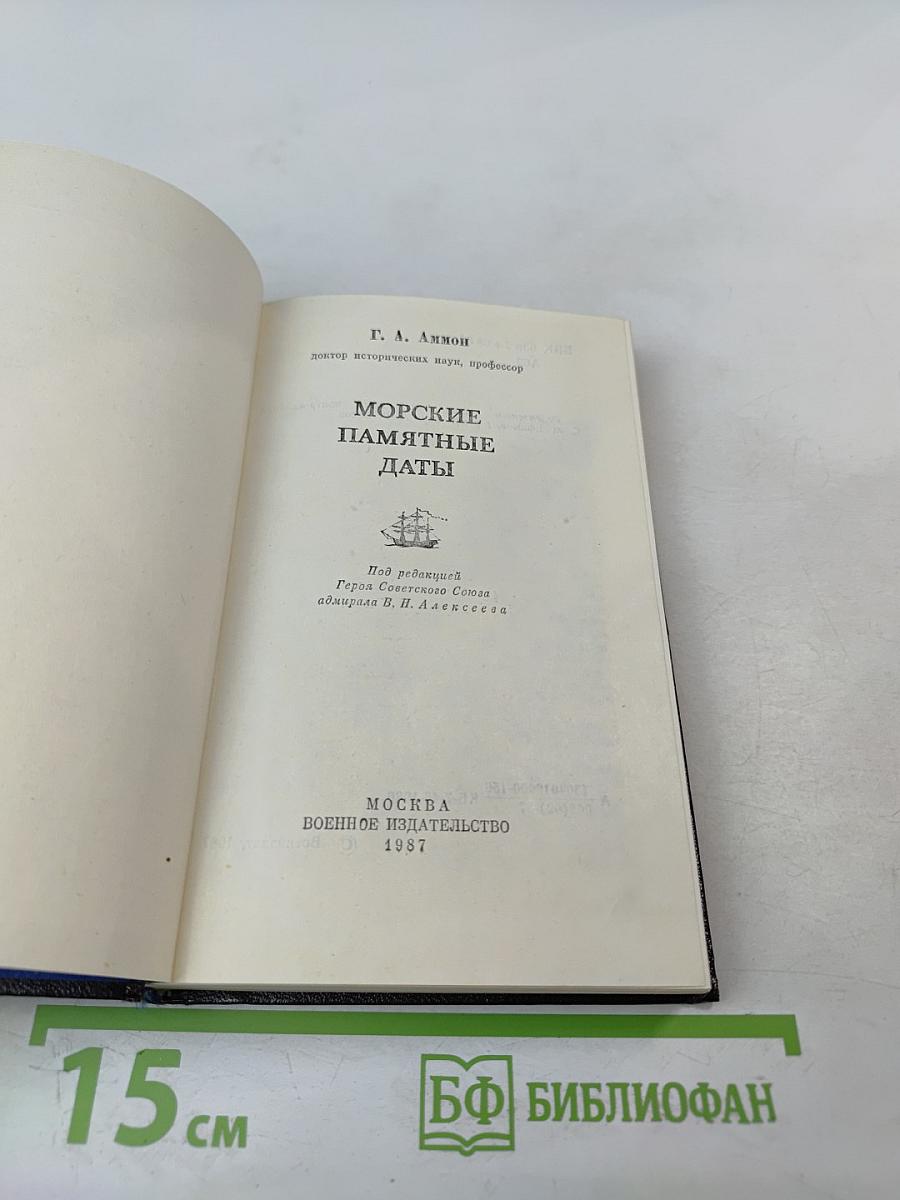 Г. А. Аммон
доктор исторических наук, профессор
МОРСКИЕ
ПАМЯТНЫЕ
ДАТЫ
Под редакцией
Героя Советского Союза
адмирала В. Н. Алексеева
МОСКВА
ВОЕННОЕ ИЗДАТЕЛЬСТВО
1987
15 см
БФ БИБЛИОФАН